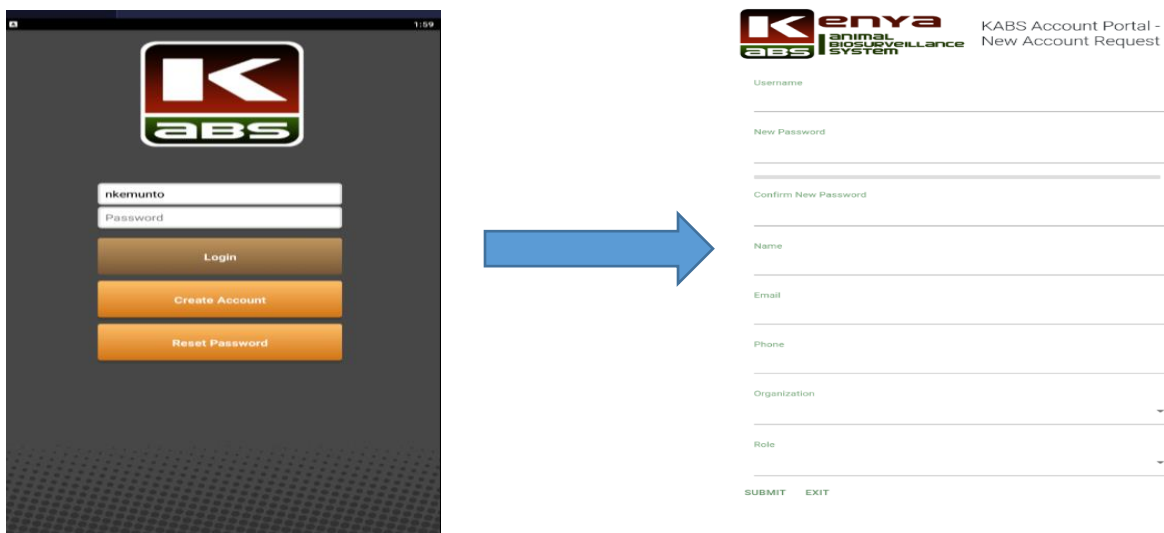 1:59
K
aBS
nkemunto
Password
Login
Create Account
Reset Password
Kenya
aBS
animaL
BIOSURVeILLance
SYSTem
KABS Account Portal -
New Account Request
Username
New Password
Confirm New Password
Name
Email
Phone
Organization
Role
SUBMIT EXIT